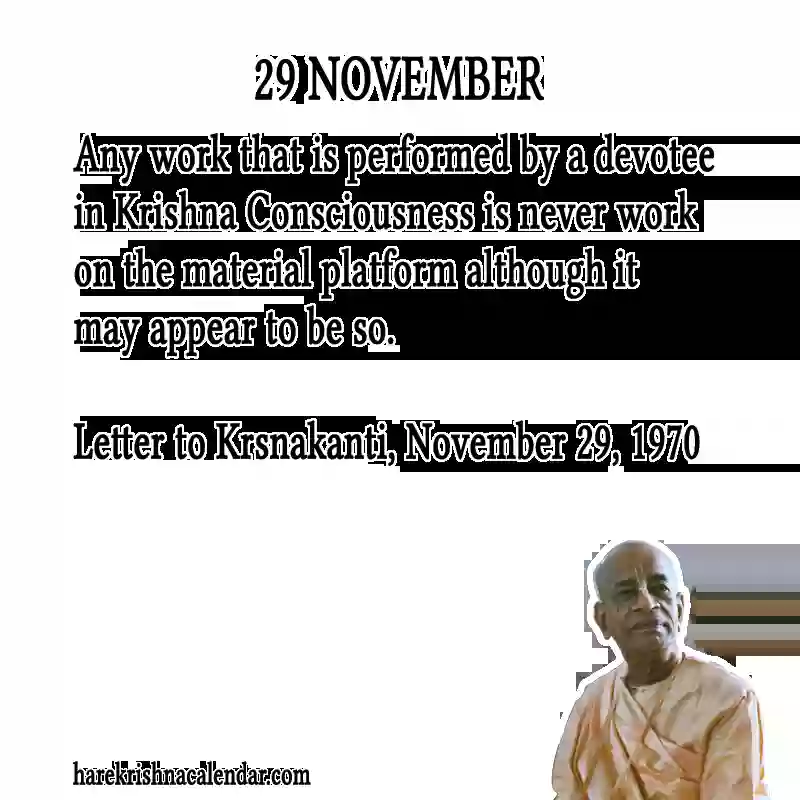 29 NOVEMBER
Any work that is performed by a devotee
in Krishna Consciousness is never work
on the material platform although it
may appear to be so.
Letter to Krsnakanti, November 29, 1970
harekrishnacalendar.com